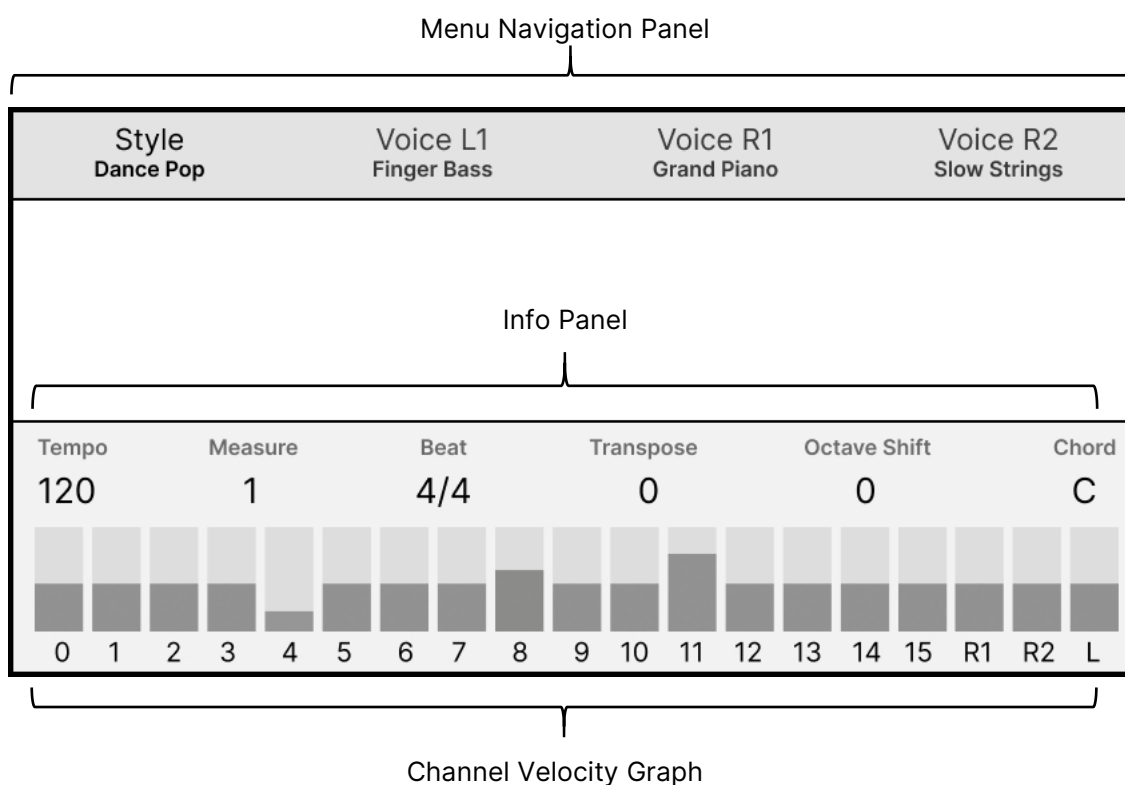 Menu Navigation Panel
Style Voice L1 Voice R1 Voice R2
Dance Pop Finger Bass Grand Piano Slow Strings
Info Panel
Tempo Measure Beat Transpose Octave Shift Chord
120 1 4/4 0 0 C
0 1 2 3 4 5 6 7 8 9 10 11 12 13 14 15 R1 R2 L
Channel Velocity Graph